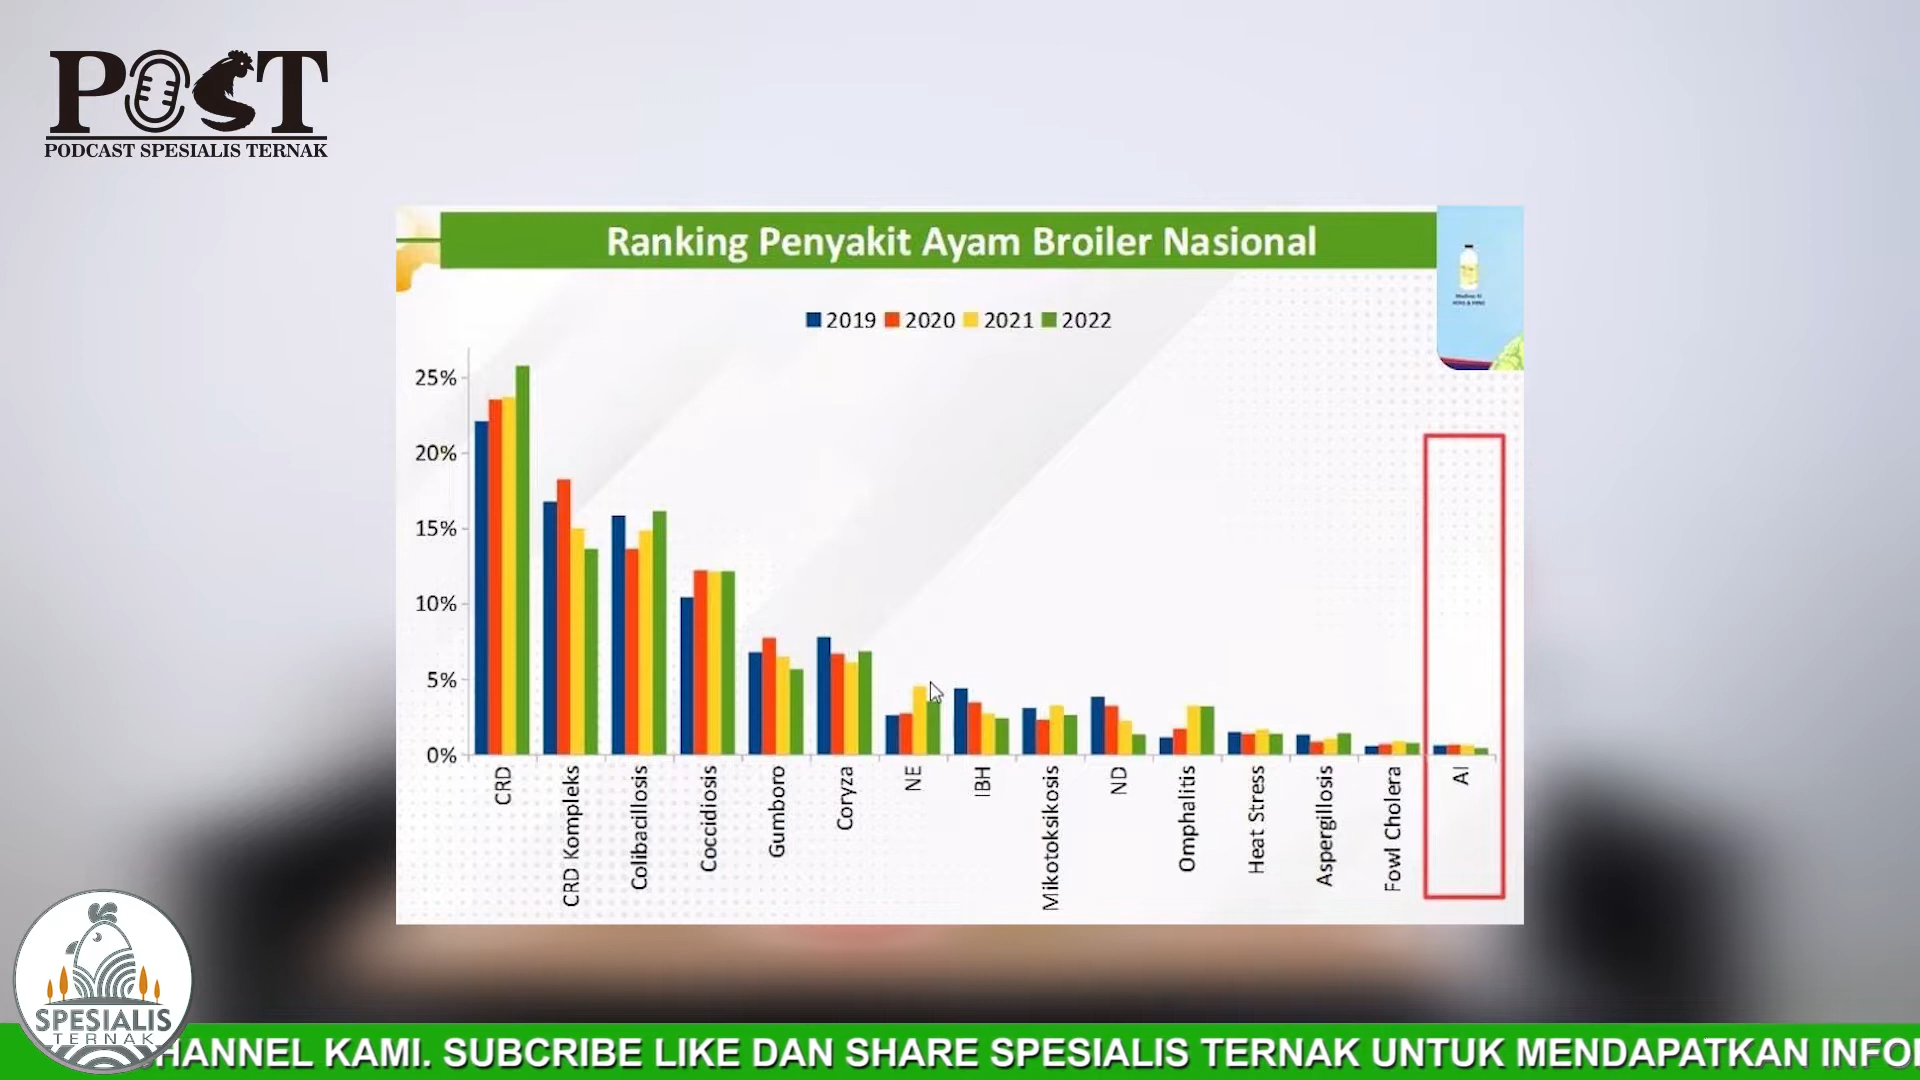 POST
PODCAST SPESIALIS TERNAK
Ranking Penyakit Ayam Broiler Nasional
2019 2020 2021 2022
25%
20%
15%
10%
5%
0%
CRD
CRD Kompleks
Colibacillosis
Coccidiosis
Gumboro
Coryza
NE
IBH
Mikotoksikosis
ND
Omphalitis
Heat Stress
Aspergillosis
Fowl Cholera
AI
SPESIALIS
TERNAK
HANNEL KAMI. SUBCRIBE LIKE DAN SHARE SPESIALIS TERNAK UNTUK MENDAPATKAN INFO